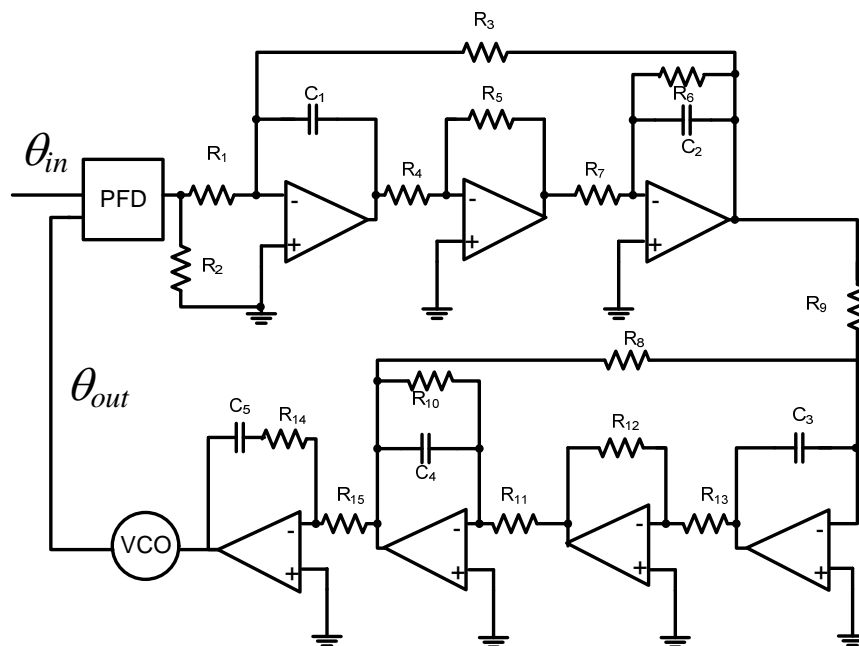 R3
C1
R5
R6
C2
θin
R1
PFD
R4
R7
-
+
-
+
-
+
R2
R9
R8
θout
R10
C5
R14
C3
R12
C4
R15
R11
R13
VCO
-
+
-
+
-
+
-
+